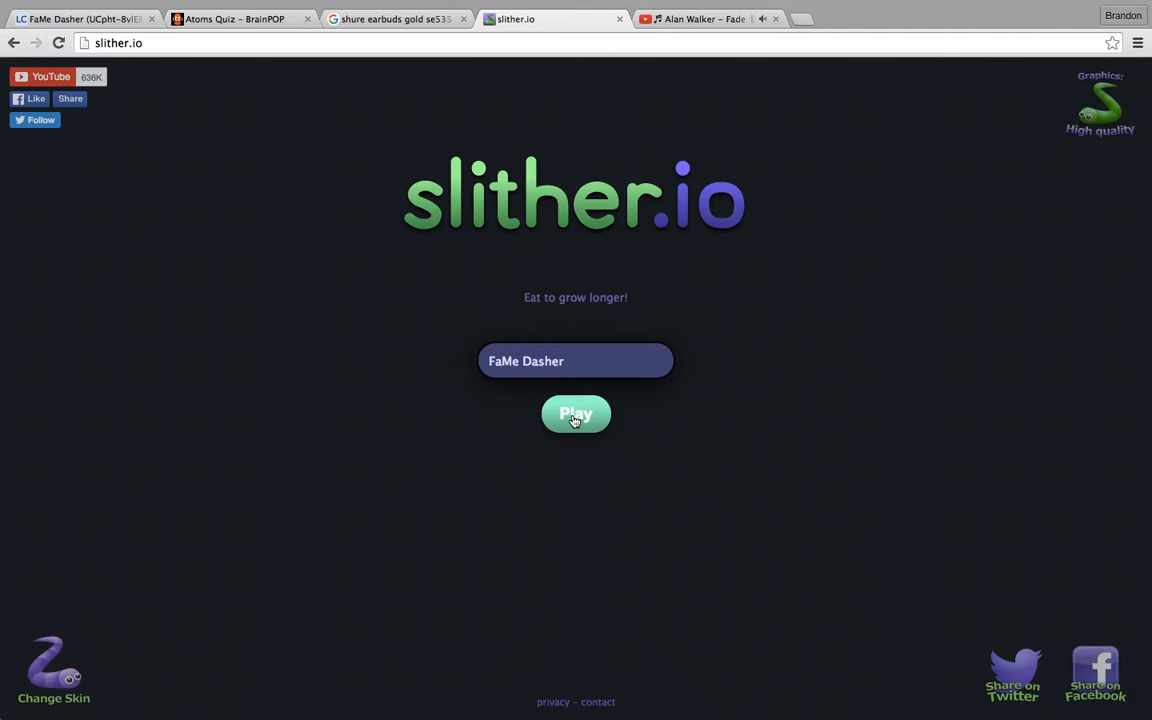 LC FaMe Dasher (UCpht-8vlEE
Atoms Quiz - BrainPOP
shure earbuds gold se535
slither.io
Alan Walker - Fade
Brandon
slither.io
YouTube 636K
Like Share
Follow
Graphics:
High quality
slither.io
Eat to grow longer!
FaMe Dasher
Play
Change Skin
privacy - contact
Share on
Twitter
Share on
Facebook